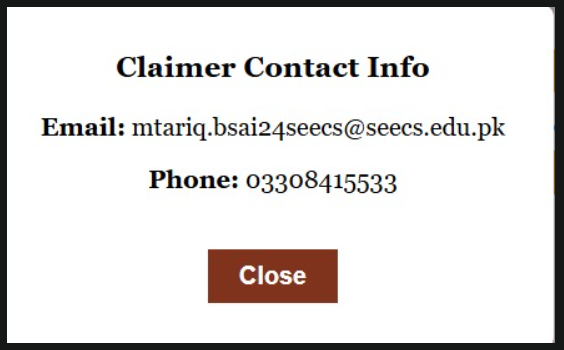 Claimer Contact Info
Email: mtariq.bsai24seecs@seecs.edu.pk
Phone: 03308415533
Close